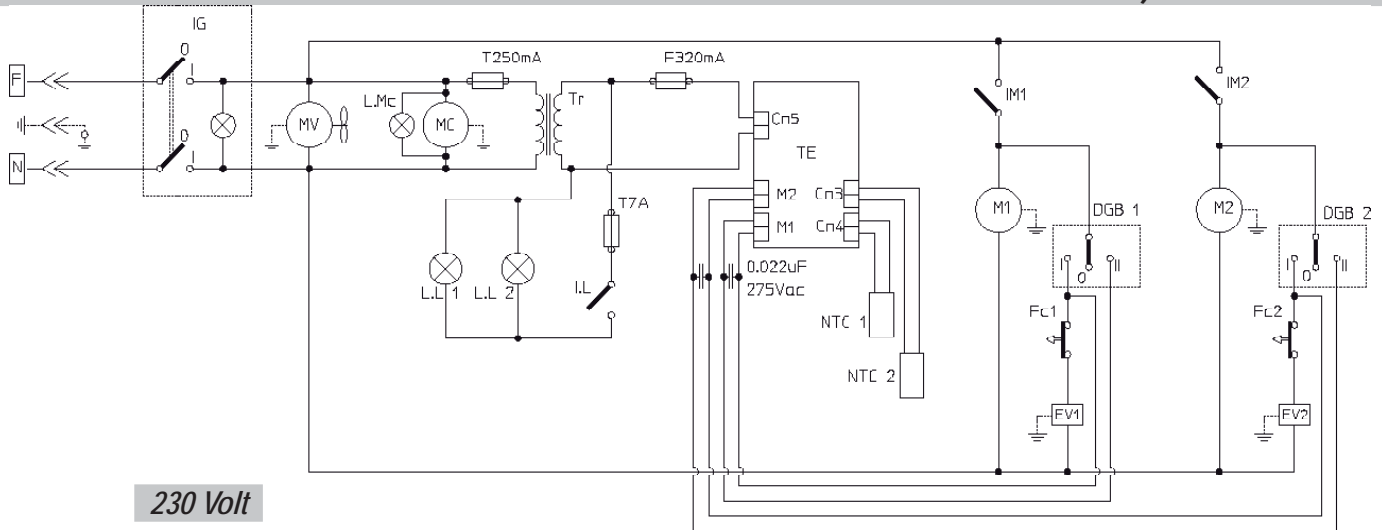 IG
0
I
0
I
F
N
T250mA
F320mA
L.Mc
MV
MC
Tr
Cn5
TE
M2
Cn3
M1
Cn4
T7A
0.022uF
275Vac
L.L 1
L.L 2
I.L
NTC 1
NTC 2
IM1
IM2
M1
M2
DGB 1
DGB 2
I
0
II
I
0
II
Fc1
Fc2
EV1
EV2
230 Volt